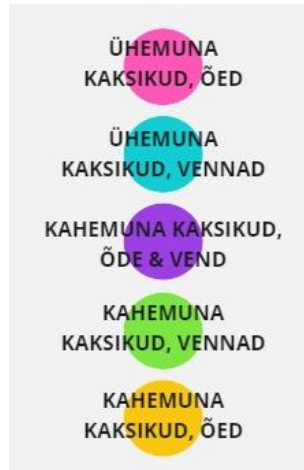 ÜHEMUNA
KAKSIKUD, ÕED
ÜHEMUNA
KAKSIKUD, VENNAD
KAHEMUNA KAKSIKUD,
ÕDE & VEND
KAHEMUNA
KAKSIKUD, VENNAD
KAHEMUNA
KAKSIKUD, ÕED